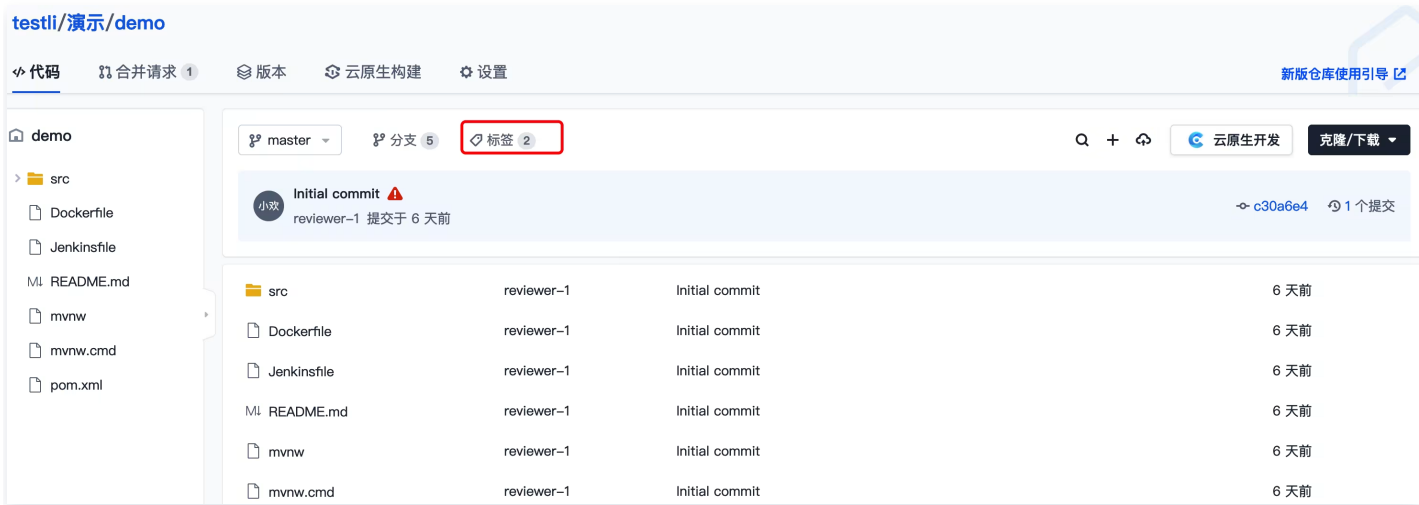 testli/演示/demo
代码 合并请求 1 版本 云原生构建 设置 新版仓库使用引导
demo
src
Dockerfile
Jenkinsfile
M↓ README.md
mvnw
mvnw.cmd
pom.xml
master 分支 5 标签 2 云原生开发 克隆/下载
小欢 Initial commit
reviewer-1 提交于 6 天前 c30a6e4 1 个提交
src reviewer-1 Initial commit 6 天前
Dockerfile reviewer-1 Initial commit 6 天前
Jenkinsfile reviewer-1 Initial commit 6 天前
M↓ README.md reviewer-1 Initial commit 6 天前
mvnw reviewer-1 Initial commit 6 天前
mvnw.cmd reviewer-1 Initial commit 6 天前